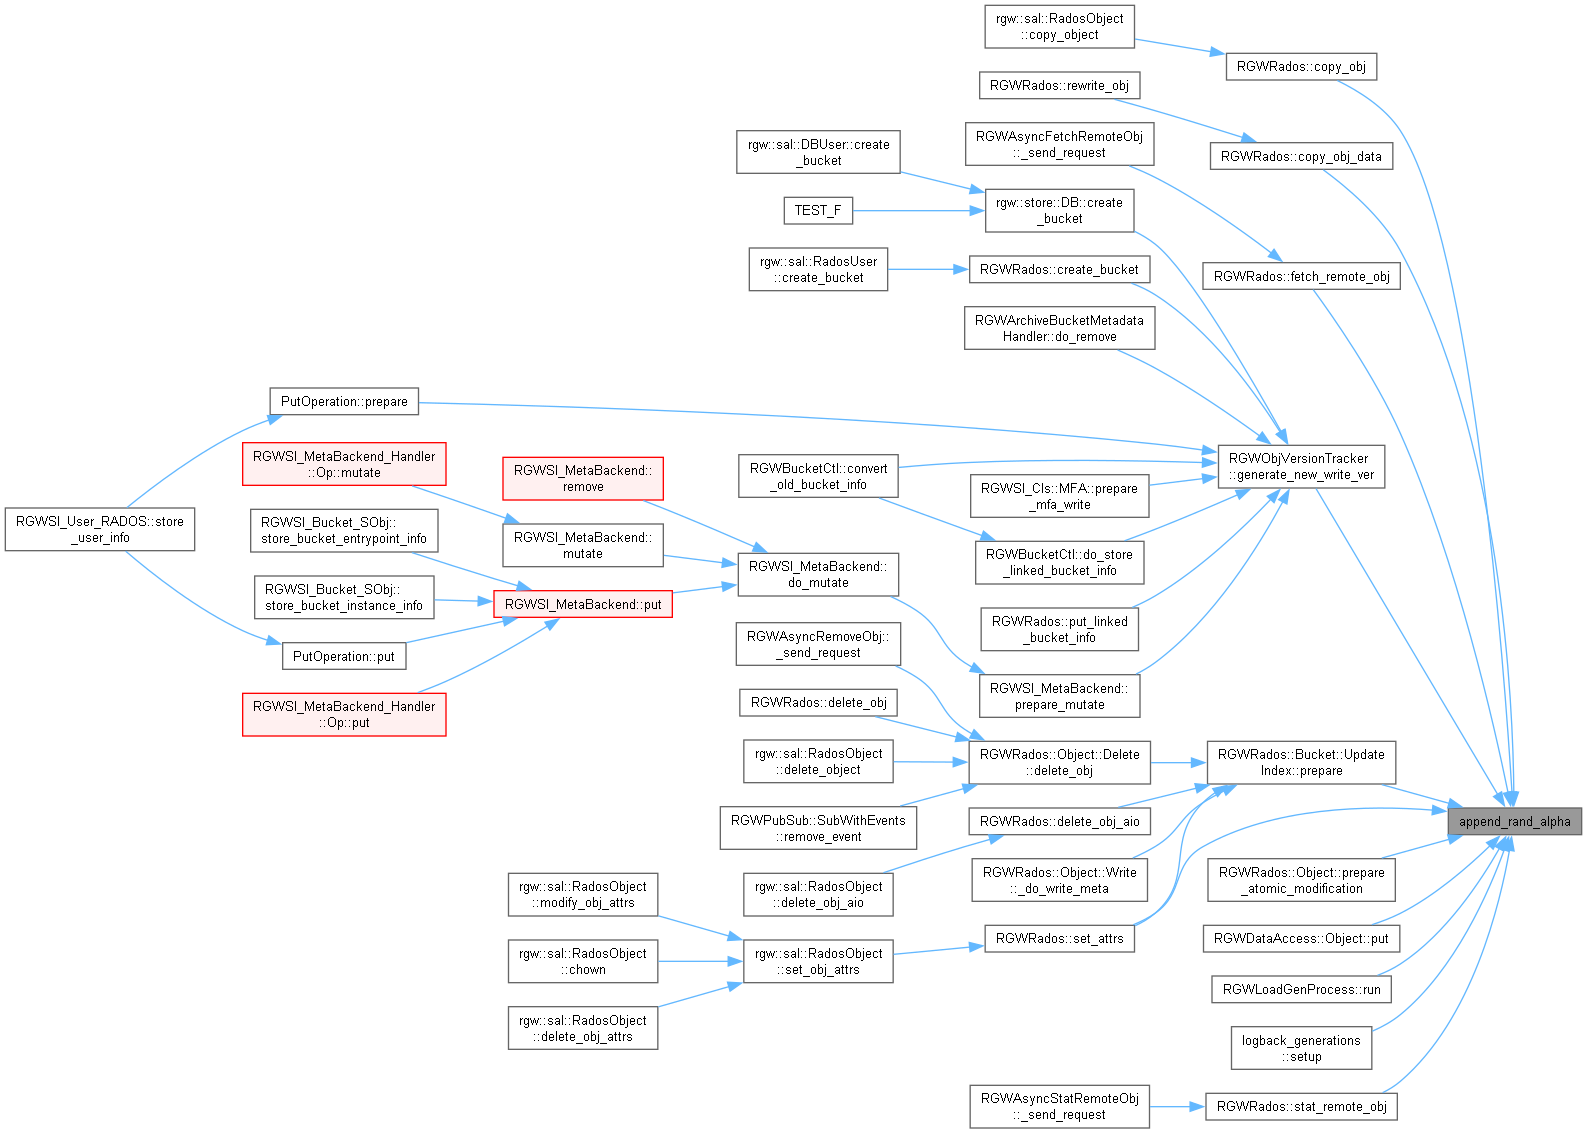 rgw::sal::RadosObject
::copy_object
RGWRados::copy_obj
RGWRados::rewrite_obj
RGWAsyncFetchRemoteObj
::_send_request
RGWRados::copy_obj_data
rgw::sal::DBUser::create
_bucket
TEST_F
rgw::store::DB::create
_bucket
rgw::sal::RadosUser
::create_bucket
RGWRados::create_bucket
RGWRados::fetch_remote_obj
RGWArchiveBucketMetadata
Handler::do_remove
PutOperation::prepare
RGWSI_MetaBackend_Handler
::Op::mutate
RGWSI_MetaBackend::
remove
RGWBucketCtl::convert
_old_bucket_info
RGWSI_Cls::MFA::prepare
_mfa_write
RGWObjVersionTracker
::generate_new_write_ver
RGWSI_User_RADOS::store
_user_info
RGWSI_Bucket_SObj::
store_bucket_entrypoint_info
RGWSI_MetaBackend::
mutate
RGWSI_MetaBackend::
do_mutate
RGWBucketCtl::do_store
_linked_bucket_info
RGWSI_Bucket_SObj::
store_bucket_instance_info
RGWSI_MetaBackend::put
RGWRados::put_linked
_bucket_info
PutOperation::put
RGWAsyncRemoveObj::
_send_request
RGWSI_MetaBackend::
prepare_mutate
RGWSI_MetaBackend_Handler
::Op::put
RGWRados::delete_obj
rgw::sal::RadosObject
::delete_object
RGWRados::Object::Delete
::delete_obj
RGWRados::Bucket::Update
Index::prepare
RGWPubSub::SubWithEvents
::remove_event
RGWRados::delete_obj_aio
append_rand_alpha
RGWRados::Object::Write
::_do_write_meta
RGWRados::Object::prepare
_atomic_modification
rgw::sal::RadosObject
::modify_obj_attrs
rgw::sal::RadosObject
::delete_obj_aio
RGWRados::set_attrs
RGWDataAccess::Object::put
rgw::sal::RadosObject
::chown
rgw::sal::RadosObject
::set_obj_attrs
RGWLoadGenProcess::run
rgw::sal::RadosObject
::delete_obj_attrs
logback_generations
::setup
RGWAsyncStatRemoteObj
::_send_request
RGWRados::stat_remote_obj